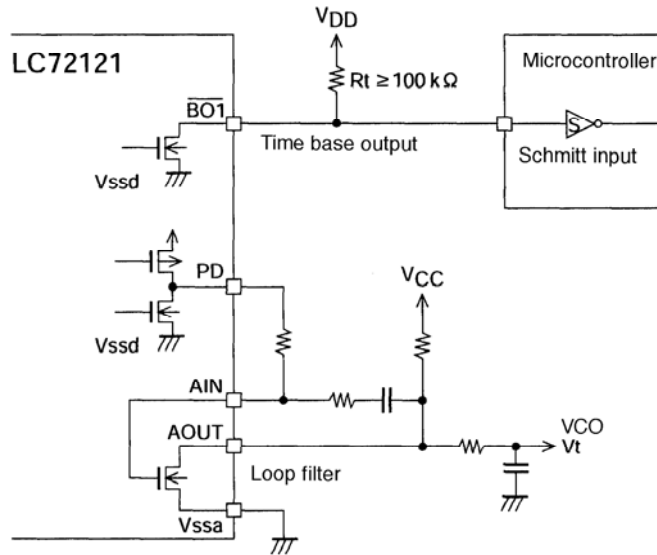 VDD
LC72121
Microcontroller
Rt ≥ 100 k Ω
BO1
Time base output
S
Schmitt input
Vssd
PD
VCC
Vssd
AIN
AOUT
VCO
Vt
Loop filter
Vssa